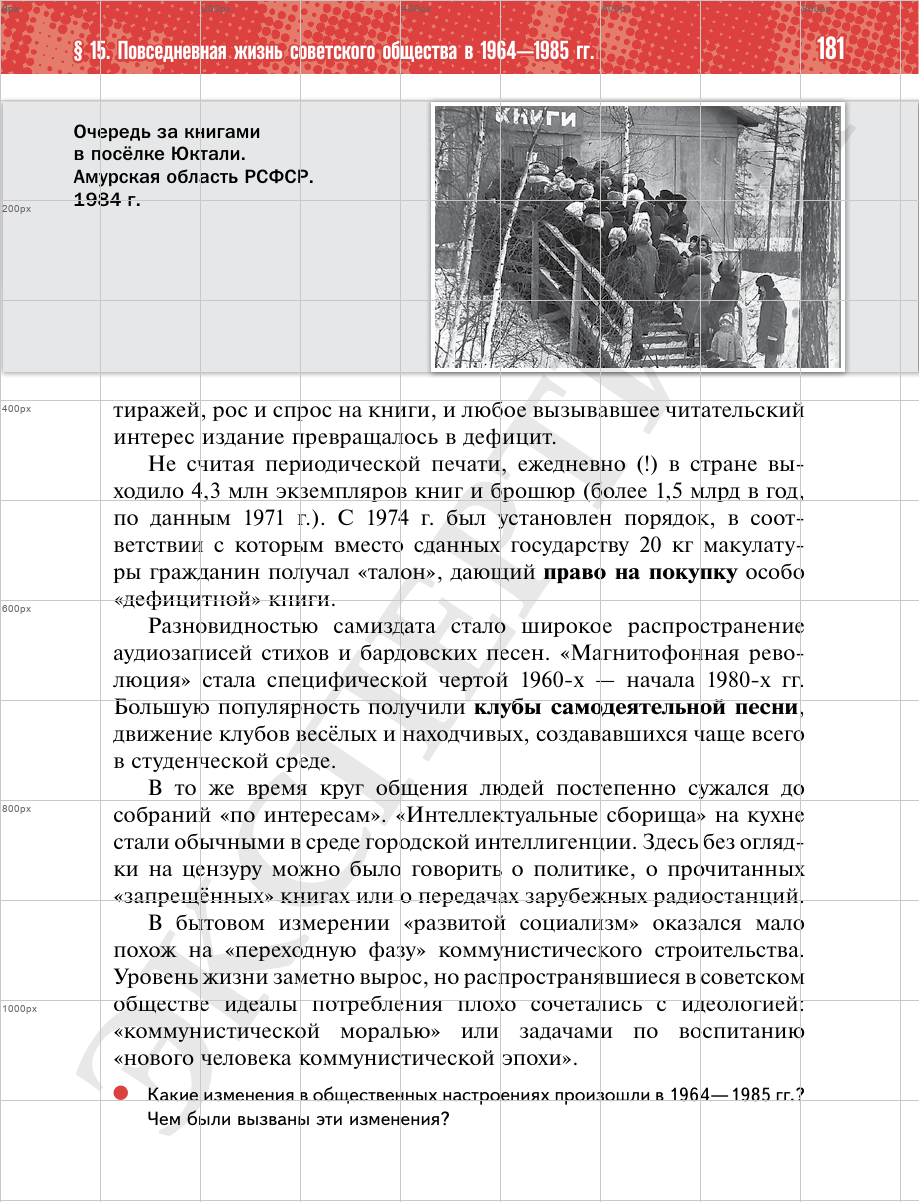 § 15. Повседневная жизнь советского общества в 1964—1985 гг.
181
Очередь за книгами
в посёлке Юктали.
Амурская область РСФСР.
1984 г.
КНИГИ
200px
400px
тиражей, рос и спрос на книги, и любое вызывавшее читательский
интерес издание превращалось в дефицит.
Не считая периодической печати, ежедневно (!) в стране вы-
ходило 4,3 млн экземпляров книг и брошюр (более 1,5 млрд в год,
по данным 1971 г.). С 1974 г. был установлен порядок, в соот-
ветствии с которым вместо сданных государству 20 кг макулату-
ры гражданин получал «талон», дающий право на покупку особо
«дефицитной» книги.
600px
Разновидностью самиздата стало широкое распространение
аудиозаписей стихов и бардовских песен. «Магнитофонная рево-
люция» стала специфической чертой 1960-х — начала 1980-х гг.
Большую популярность получили клубы самодеятельной песни,
движение клубов весёлых и находчивых, создававшихся чаще всего
в студенческой среде.
В то же время круг общения людей постепенно сужался до
800px
собраний «по интересам». «Интеллектуальные сборища» на кухне
стали обычными в среде городской интеллигенции. Здесь без огляд-
ки на цензуру можно было говорить о политике, о прочитанных
«запрещённых» книгах или о передачах зарубежных радиостанций.
В бытовом измерении «развитой социализм» оказался мало
похож на «переходную фазу» коммунистического строительства.
Уровень жизни заметно вырос, но распространявшиеся в советском
1000px
обществе идеалы потребления плохо сочетались с идеологией:
«коммунистической моралью» или задачами по воспитанию
«нового человека коммунистической эпохи».
Какие изменения в общественных настроениях произошли в 1964—1985 гг.?
Чем были вызваны эти изменения?